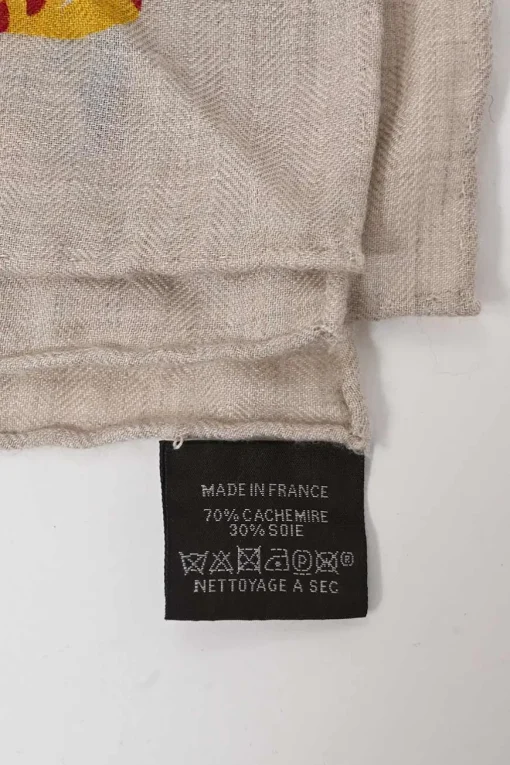 MADE IN FRANCE
70% CACHEMIRE
30% SOIE
P ®
NETTOYAGE A SEC